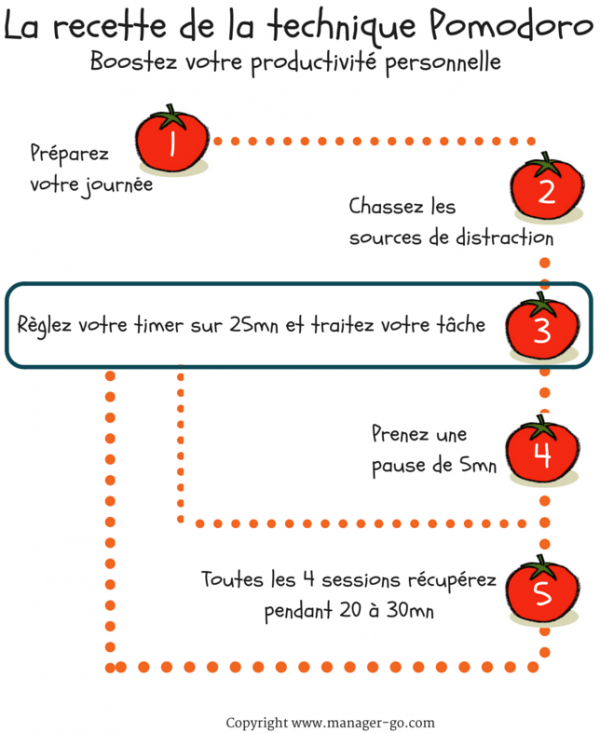 La recette de la technique Pomodoro
Boostez votre productivité personnelle
1
Préparez
votre journée
2
Chassez les
sources de distraction
Règlez votre timer sur 25mn et traitez votre tâche
3
Prenez une
pause de 5mn
4
Toutes les 4 sessions récupérez
pendant 20 à 30mn
5
Copyright www.manager-go.com